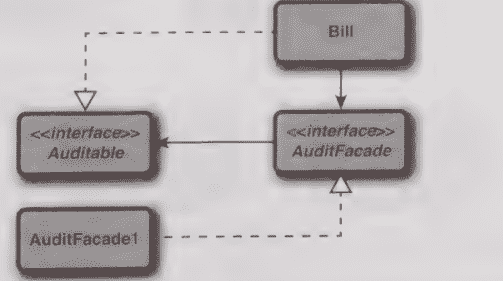 Bill
<<interface>>
Auditable
<<interface>>
AuditFacade
AuditFacade1